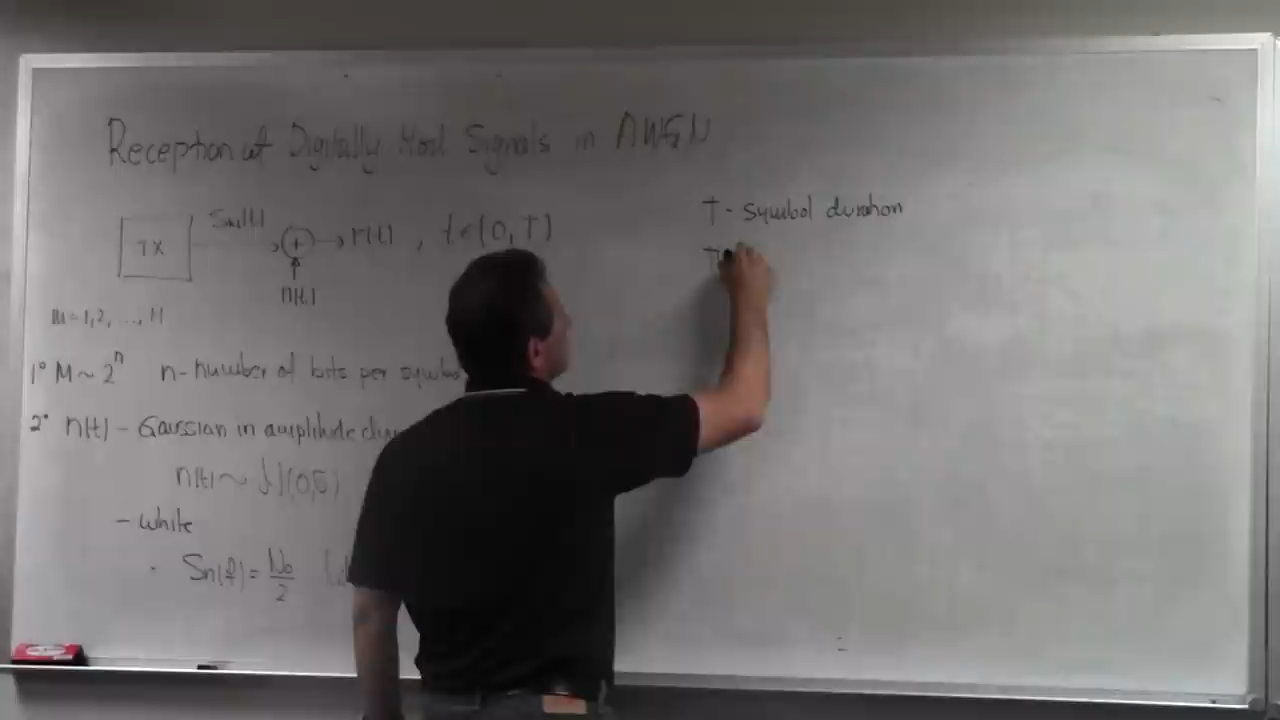 Reception of Digitally Mod Signals in AWGN
TX Sm(t) + r(t) , t ∈ (0, T)
n(t)
m = 1, 2, ..., M
1° M ~ 2^n n - number of bits per symbol
2° n(t) - Gaussian in amplitude
n(t) ~ N(0,σ)
- white
Sn(f) = No/2
T - symbol duration
T